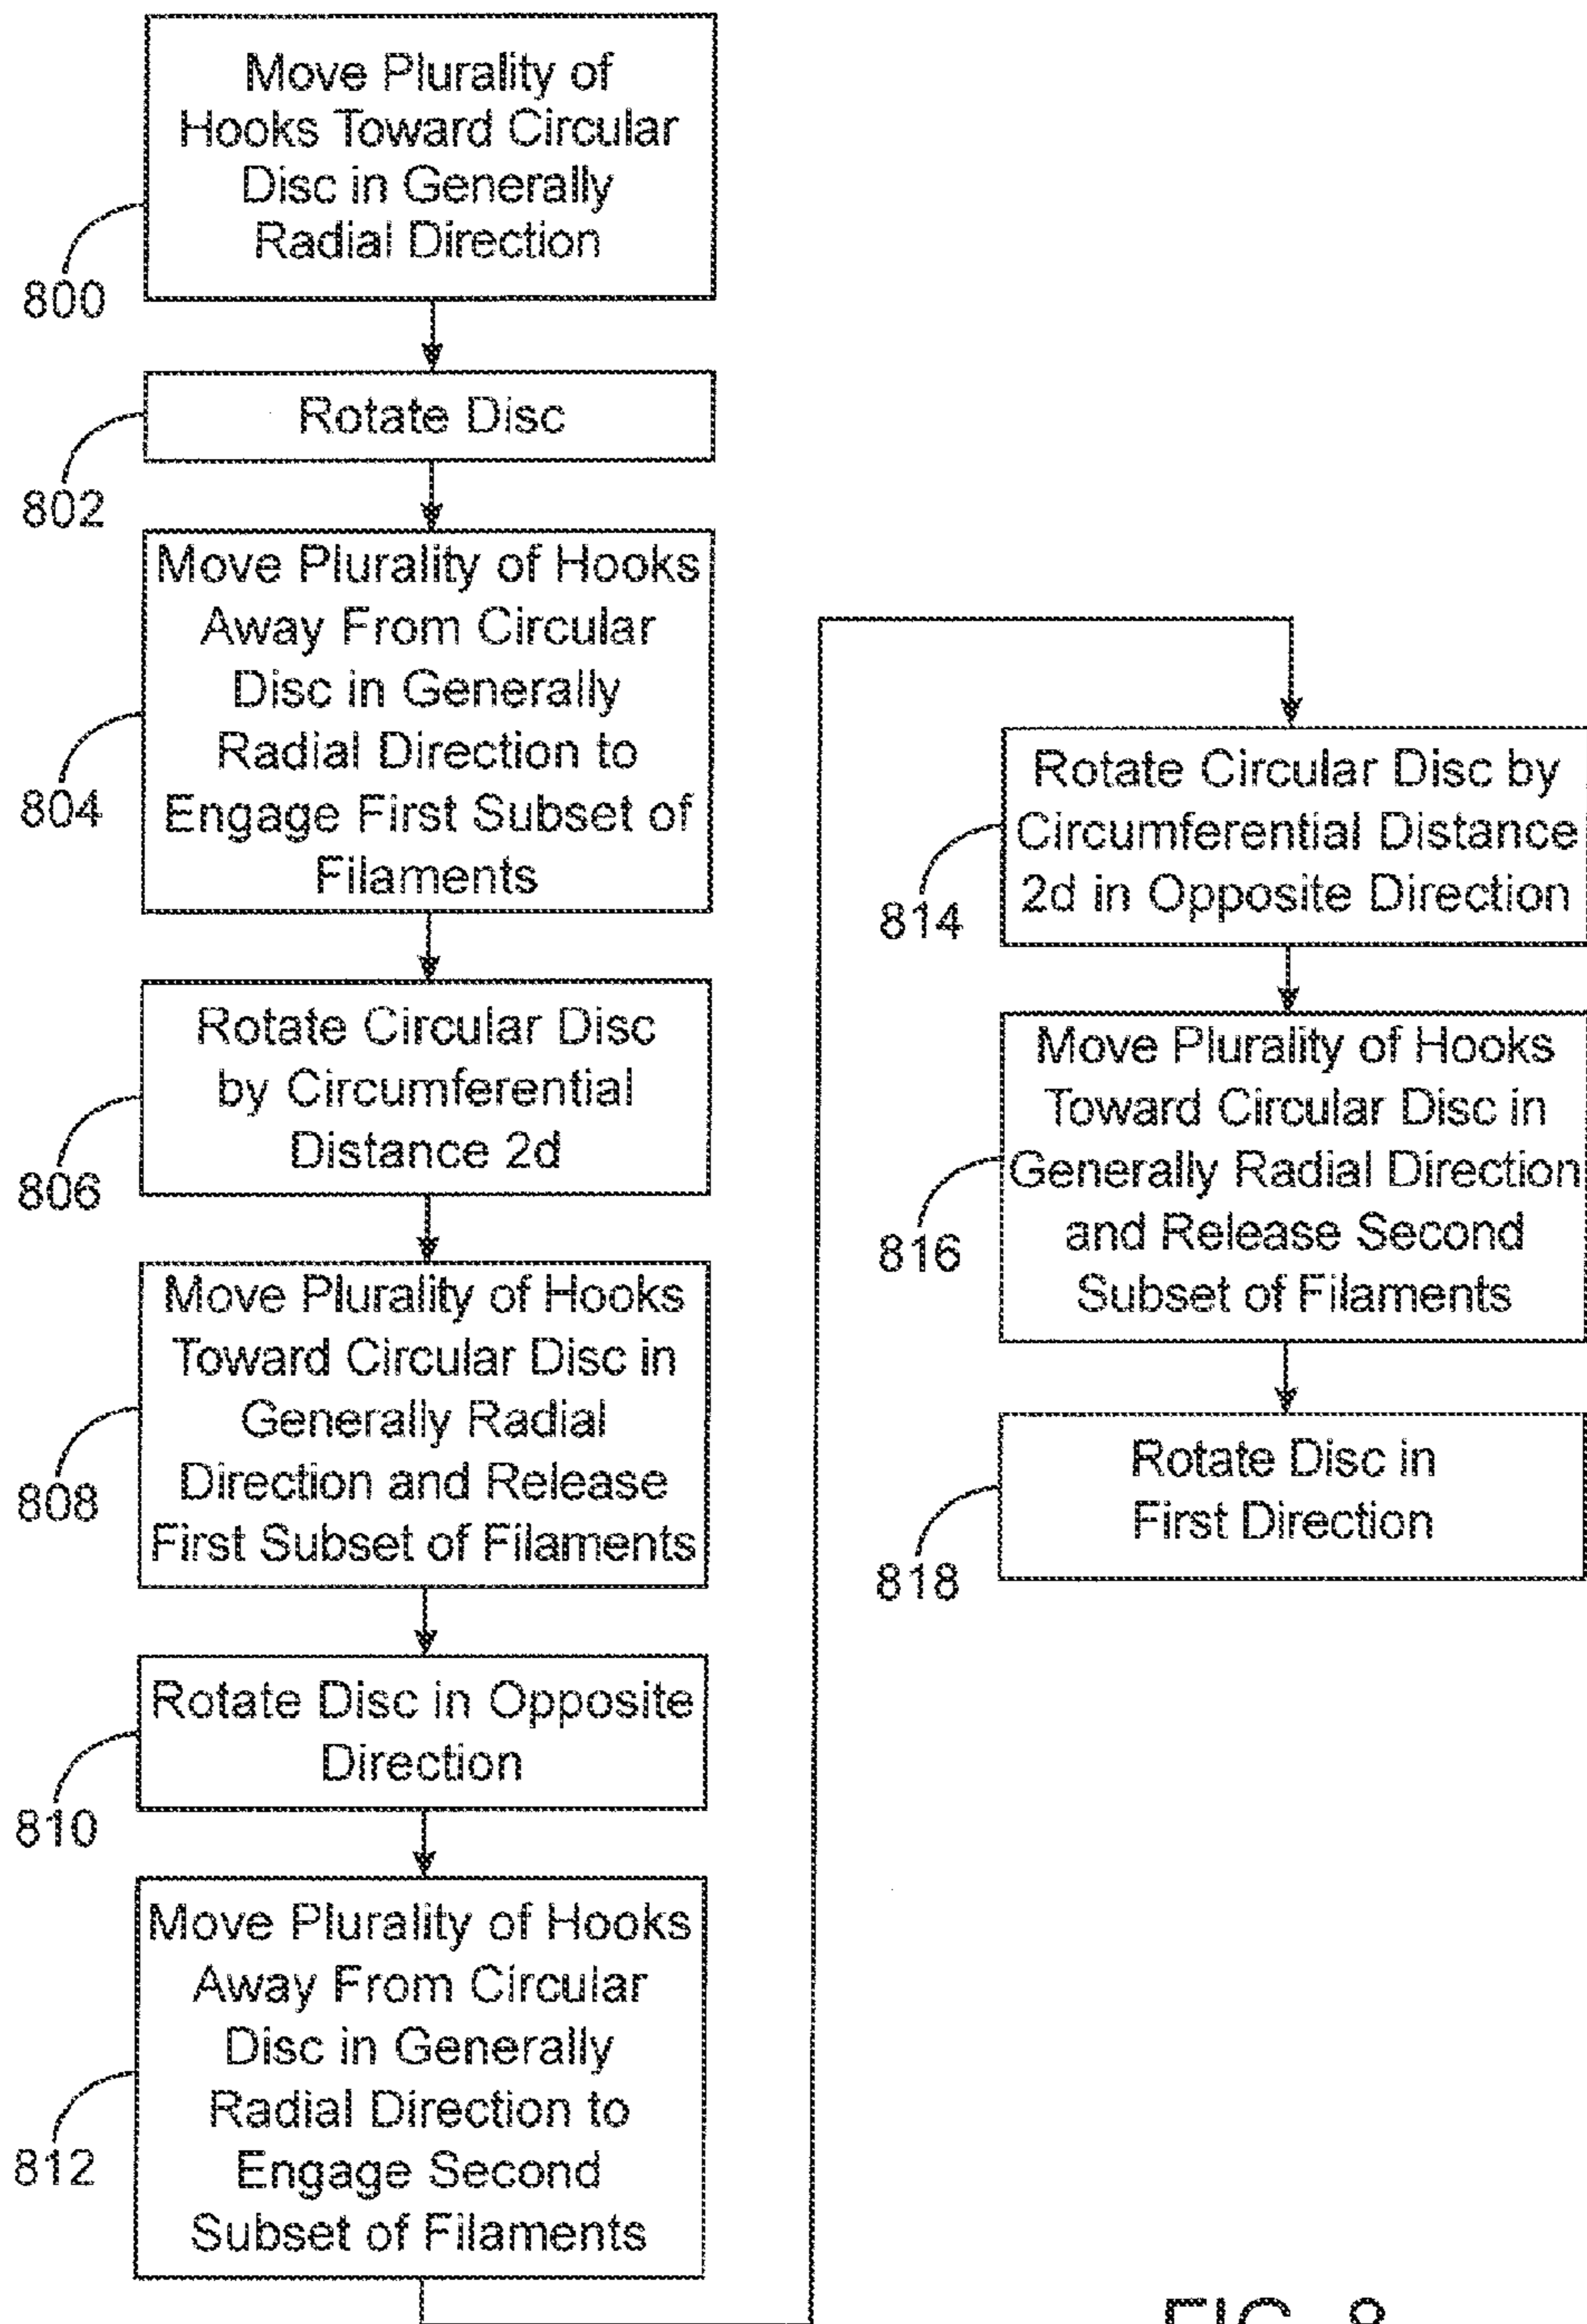 Move Plurality of
Hooks Toward Circular
Disc in Generally
Radial Direction
800
Rotate Disc
802
Move Plurality of Hooks
Away From Circular
Disc in Generally
Radial Direction to
Engage First Subset of
Filaments
804
Rotate Circular Disc
by Circumferential
Distance 2d
806
Move Plurality of Hooks
Toward Circular Disc in
Generally Radial
Direction and Release
First Subset of Filaments
808
Rotate Disc in Opposite
Direction
810
Move Plurality of Hooks
Away From Circular
Disc in Generally
Radial Direction to
Engage Second
Subset of Filaments
812
Rotate Circular Disc by
Circumferential Distance
2d in Opposite Direction
814
Move Plurality of Hooks
Toward Circular Disc in
Generally Radial Direction
and Release Second
Subset of Filaments
816
Rotate Disc in
First Direction
818
FIG. 8